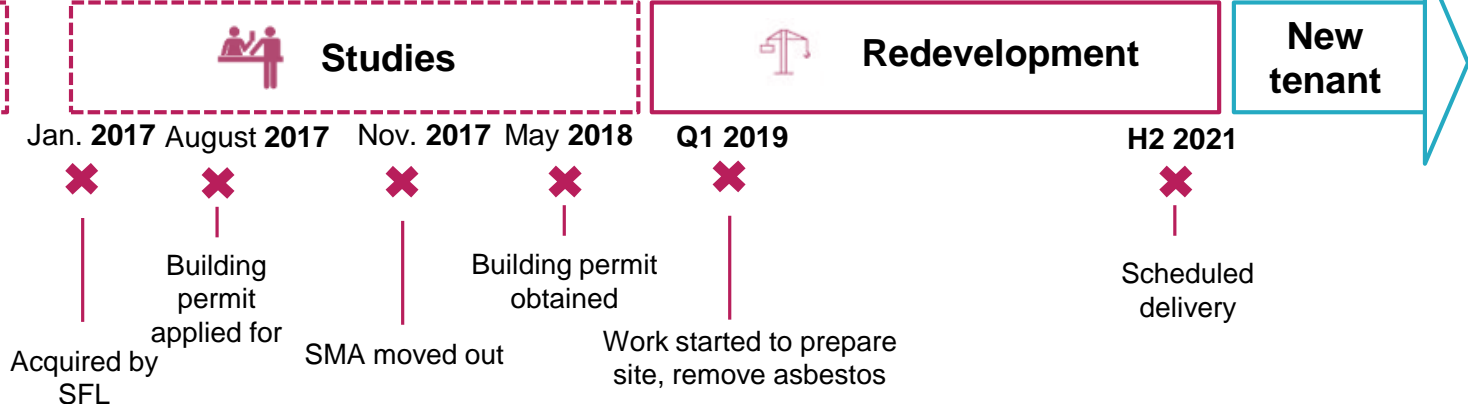 Studies
Redevelopment
New
tenant
Jan. 2017
August 2017
Nov. 2017
May 2018
Q1 2019
H2 2021
Acquired by
SFL
Building
permit
applied for
SMA moved out
Building permit
obtained
Work started to prepare
site, remove asbestos
Scheduled
delivery